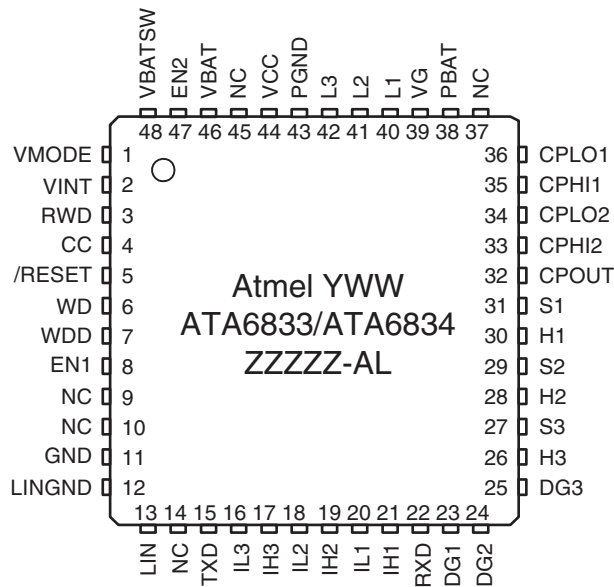 VBATSW
EN2
VBAT
NC
VCC
PGND
L3
L2
L1
VG
PBAT
NC
48 47 46 45 44 43 42 41 40 39 38 37
VMODE 1
VINT 2
RWD 3
CC 4
/RESET 5
WD 6
WDD 7
EN1 8
NC 9
NC 10
GND 11
LINGND 12
Atmel YWW
ATA6833/ATA6834
ZZZZZ-AL
36 CPLO1
35 CPHI1
34 CPLO2
33 CPHI2
32 CPOUT
31 S1
30 H1
29 S2
28 H2
27 S3
26 H3
25 DG3
13 14 15 16 17 18 19 20 21 22 23 24
LIN
NC
TXD
IL3
IH3
IL2
IH2
IL1
IH1
RXD
DG1
DG2